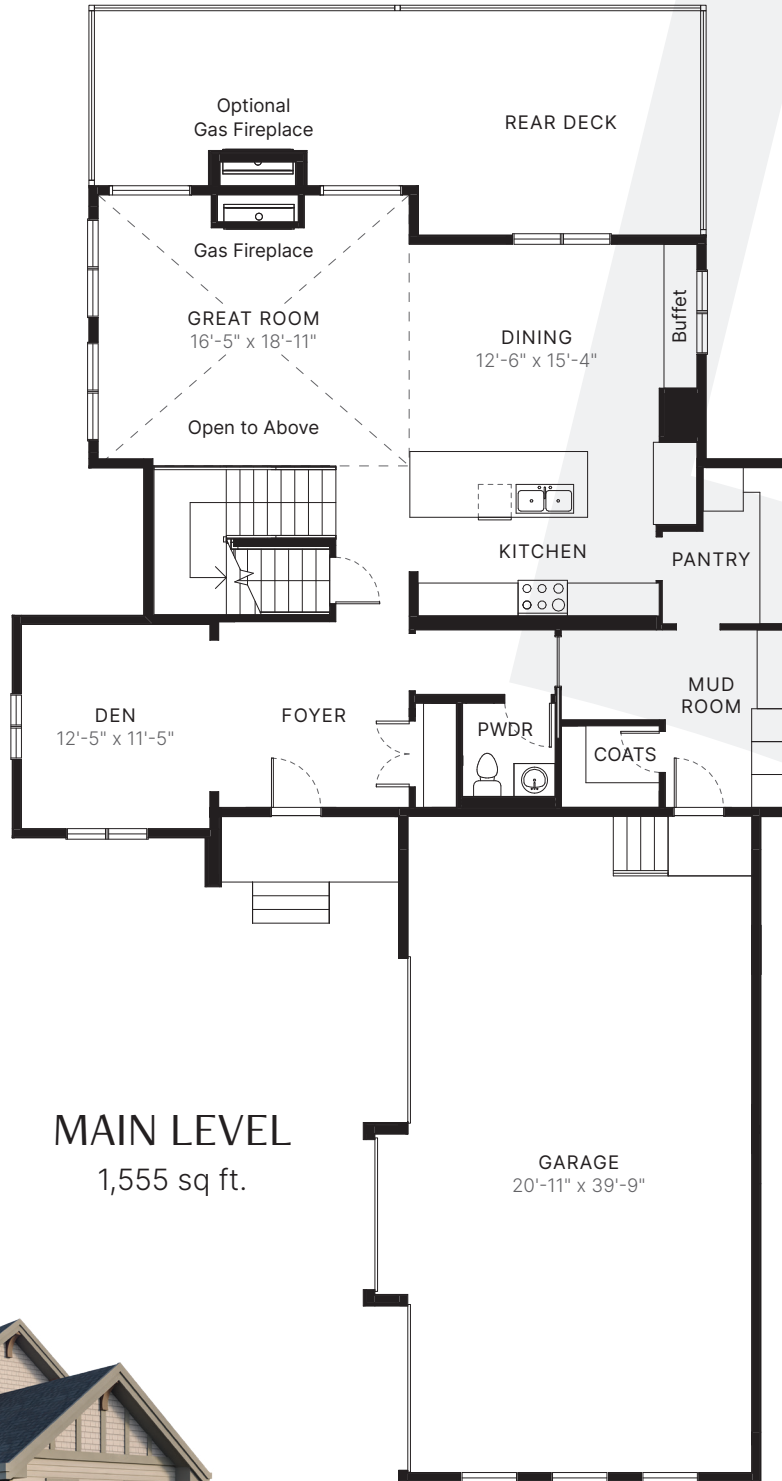 Optional
Gas Fireplace
REAR DECK
Gas Fireplace
GREAT ROOM
16'-5" x 18'-11"
Open to Above
DINING
12'-6" x 15'-4"
Buffet
KITCHEN
PANTRY
DEN
12'-5" x 11'-5"
FOYER
PWDR
COATS
MUD
ROOM
MAIN LEVEL
1,555 sq ft.
GARAGE
20'-11" x 39'-9"